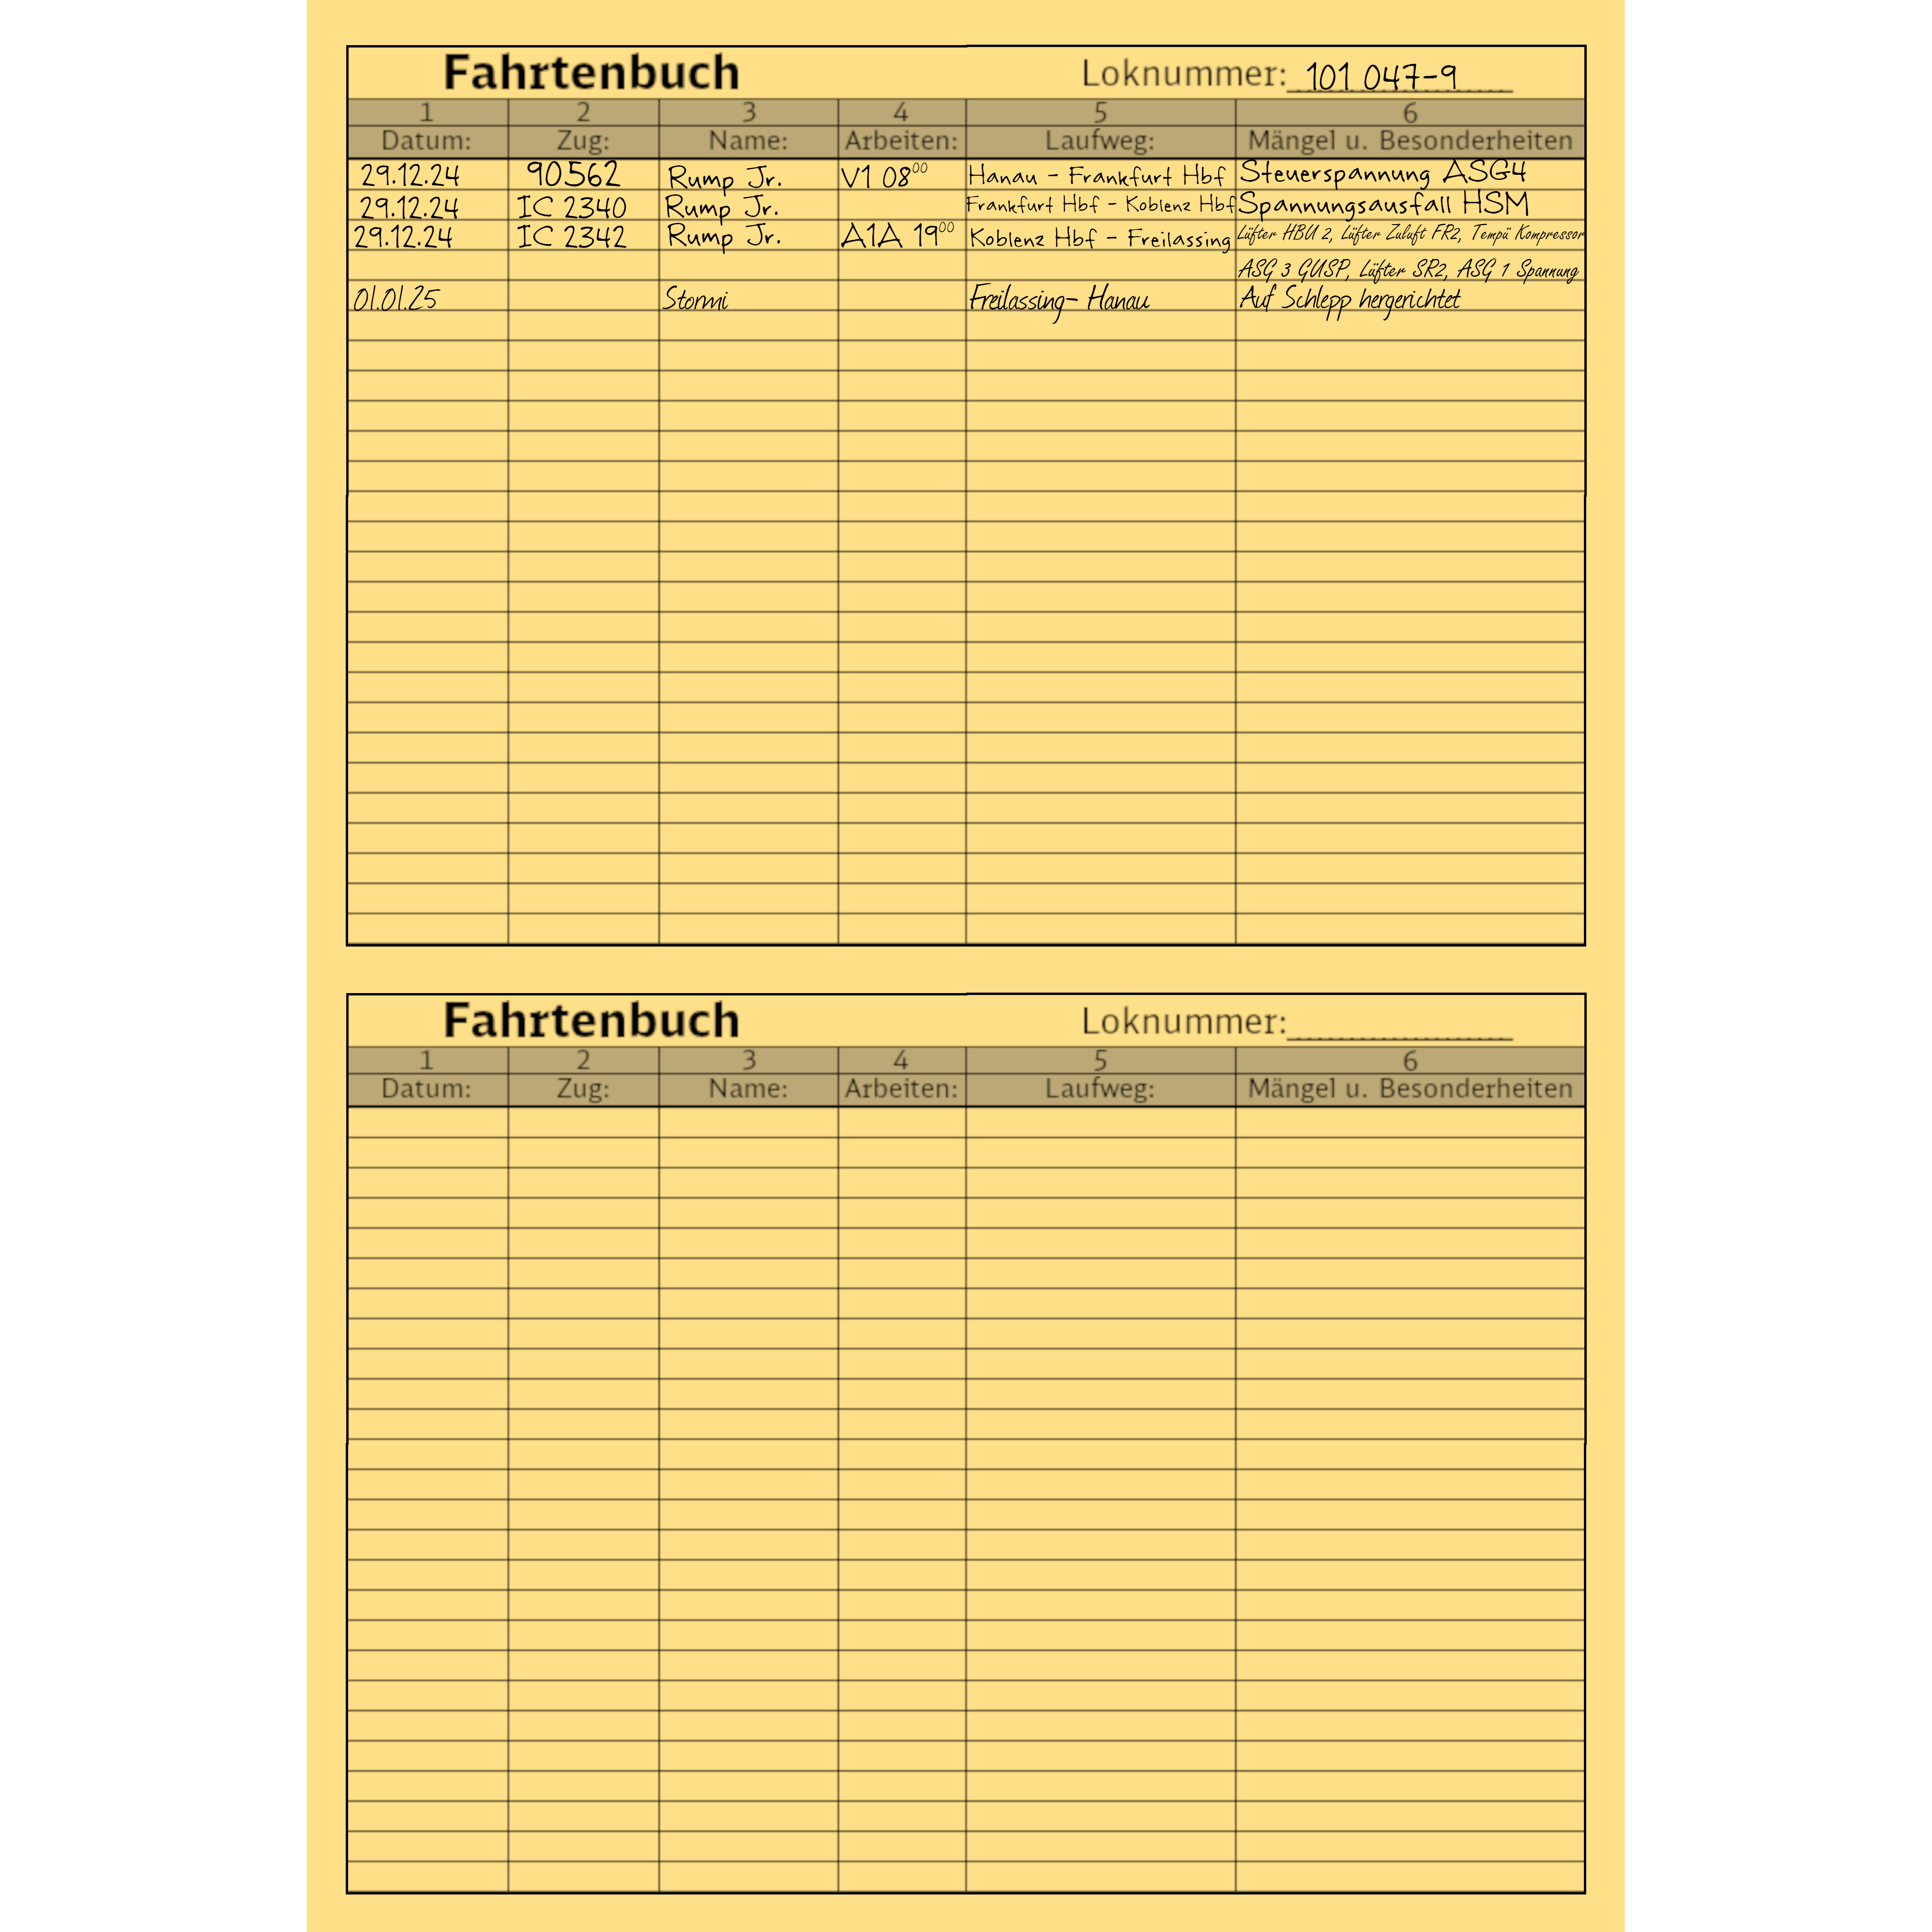 Fahrtenbuch Loknummer: 101 047-9
1 2 3 4 5 6
Datum: Zug: Name: Arbeiten: Laufweg: Mängel u. Besonderheiten
29.12.24 90562 Rump Jr. V1 08⁰⁰ Hanau - Frankfurt Hbf Steuerspannung ASG4
29.12.24 IC 2340 Rump Jr. Frankfurt Hbf - Koblenz Hbf Spannungsausfall HSM
29.12.24 IC 2342 Rump Jr. A1A 19⁰⁰ Koblenz Hbf - Freilassing Lüfter HBU 2, Lüfter Zuluft FR2, Tempü Kompressor
ASG 3 GUSP, Lüfter SR2, ASG 1 Spannung
01.01.25 Stormi Freilassing- Hanau Auf Schlepp hergerichtet
Fahrtenbuch Loknummer:
1 2 3 4 5 6
Datum: Zug: Name: Arbeiten: Laufweg: Mängel u. Besonderheiten